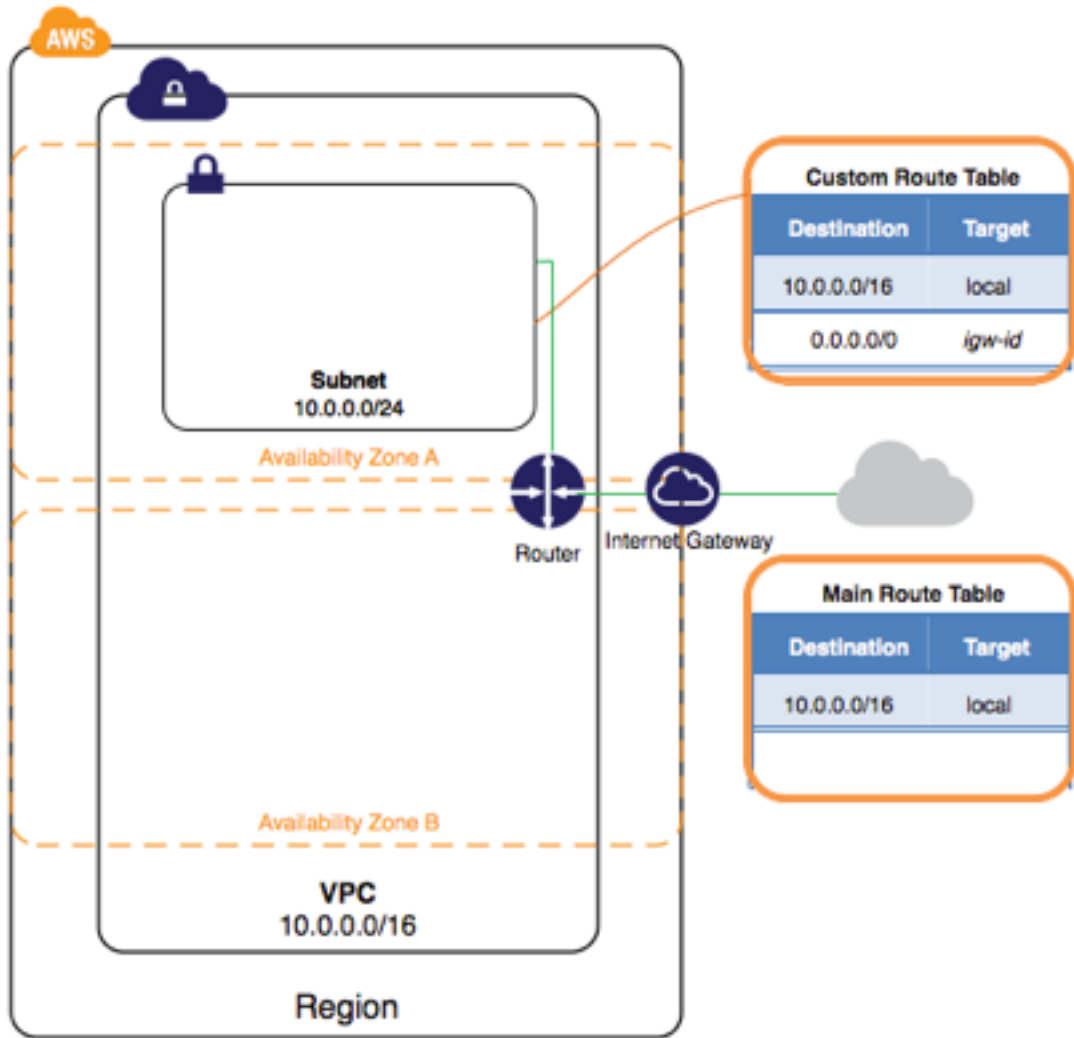 AWS
Custom Route Table
Destination Target
10.0.0.0/16 local
0.0.0.0/0 igw-id
Subnet
10.0.0.0/24
Availability Zone A
Router
Internet Gateway
Main Route Table
Destination Target
10.0.0.0/16 local
Availability Zone B
VPC
10.0.0.0/16
Region